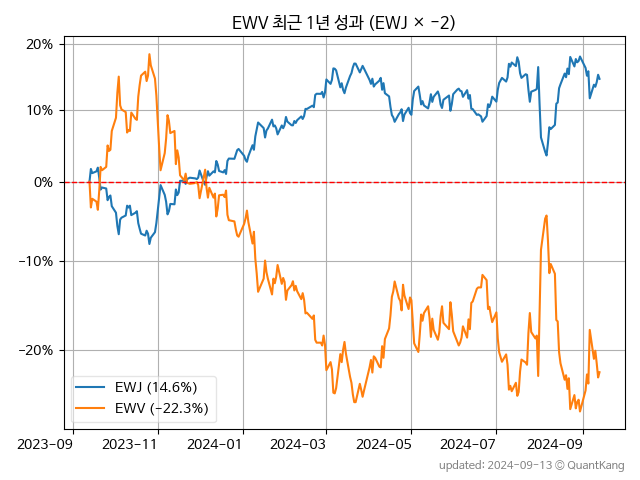 EWV 최근 1년 성과 (EWJ × −2)
20%
10%
0%
−10%
−20%
EWJ (14.6%)
EWV (−22.3%)
2023−09 2023−11 2024−01 2024−03 2024−05 2024−07 2024−09
updated: 2024−09−13 © QuantKang